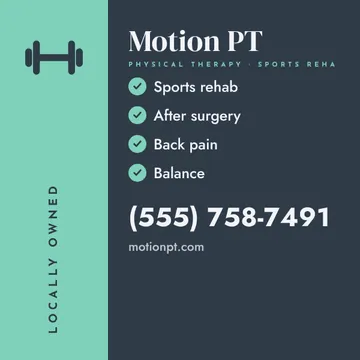 Motion PT
PHYSICAL THERAPY · SPORTS REHA
Sports rehab
After surgery
Back pain
Balance
(555) 758-7491
motionpt.com
LOCALLY OWNED